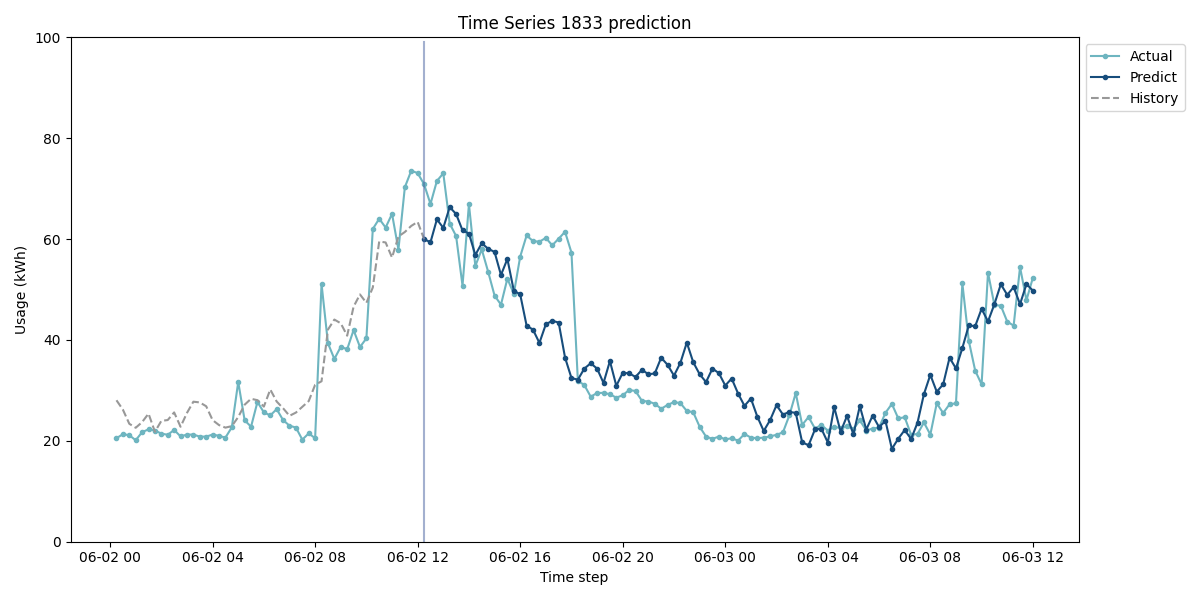 Time Series 1833 prediction
100
80
60
40
20
0
Usage (kWh)
06-02 00
06-02 04
06-02 08
06-02 12
06-02 16
06-02 20
06-03 00
06-03 04
06-03 08
06-03 12
Time step
Actual
Predict
History